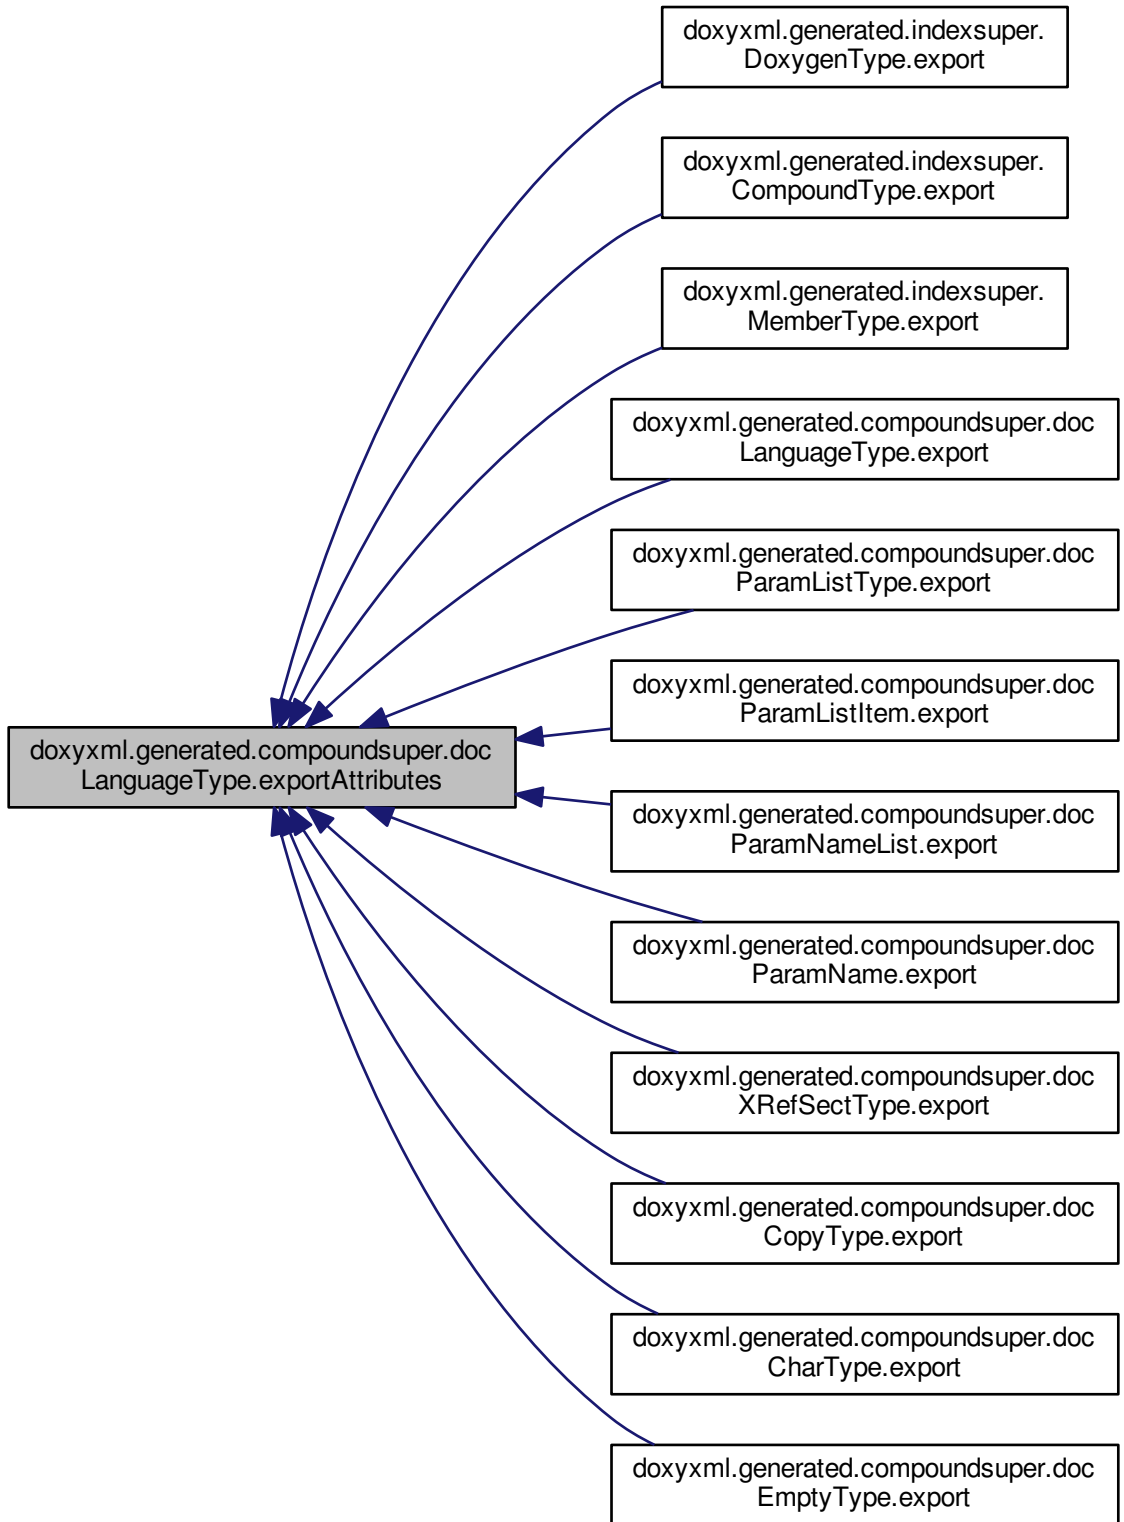 doxyxml.generated.indexsuper.
DoxygenType.export
doxyxml.generated.indexsuper.
CompoundType.export
doxyxml.generated.indexsuper.
MemberType.export
doxyxml.generated.compoundsuper.doc
LanguageType.export
doxyxml.generated.compoundsuper.doc
ParamListType.export
doxyxml.generated.compoundsuper.doc
ParamListItem.export
doxyxml.generated.compoundsuper.doc
LanguageType.exportAttributes
doxyxml.generated.compoundsuper.doc
ParamNameList.export
doxyxml.generated.compoundsuper.doc
ParamName.export
doxyxml.generated.compoundsuper.doc
XRefSectType.export
doxyxml.generated.compoundsuper.doc
CopyType.export
doxyxml.generated.compoundsuper.doc
CharType.export
doxyxml.generated.compoundsuper.doc
EmptyType.export